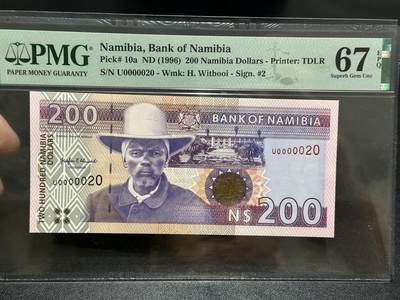 PMG
PAPER MONEY GUARANTY
Namibia, Bank of Namibia
Pick# 10a ND (1996) 200 Namibia Dollars - Printer: TDLR
S/N U0000020 - Wmk: H. Witbooi - Sign. #2
67 EPQ
Superb Gem Unc
200
BANK OF NAMIBIA
U0000020
U0000020
TWO HUNDRED NAMIBIA DOLLARS
N$ 200